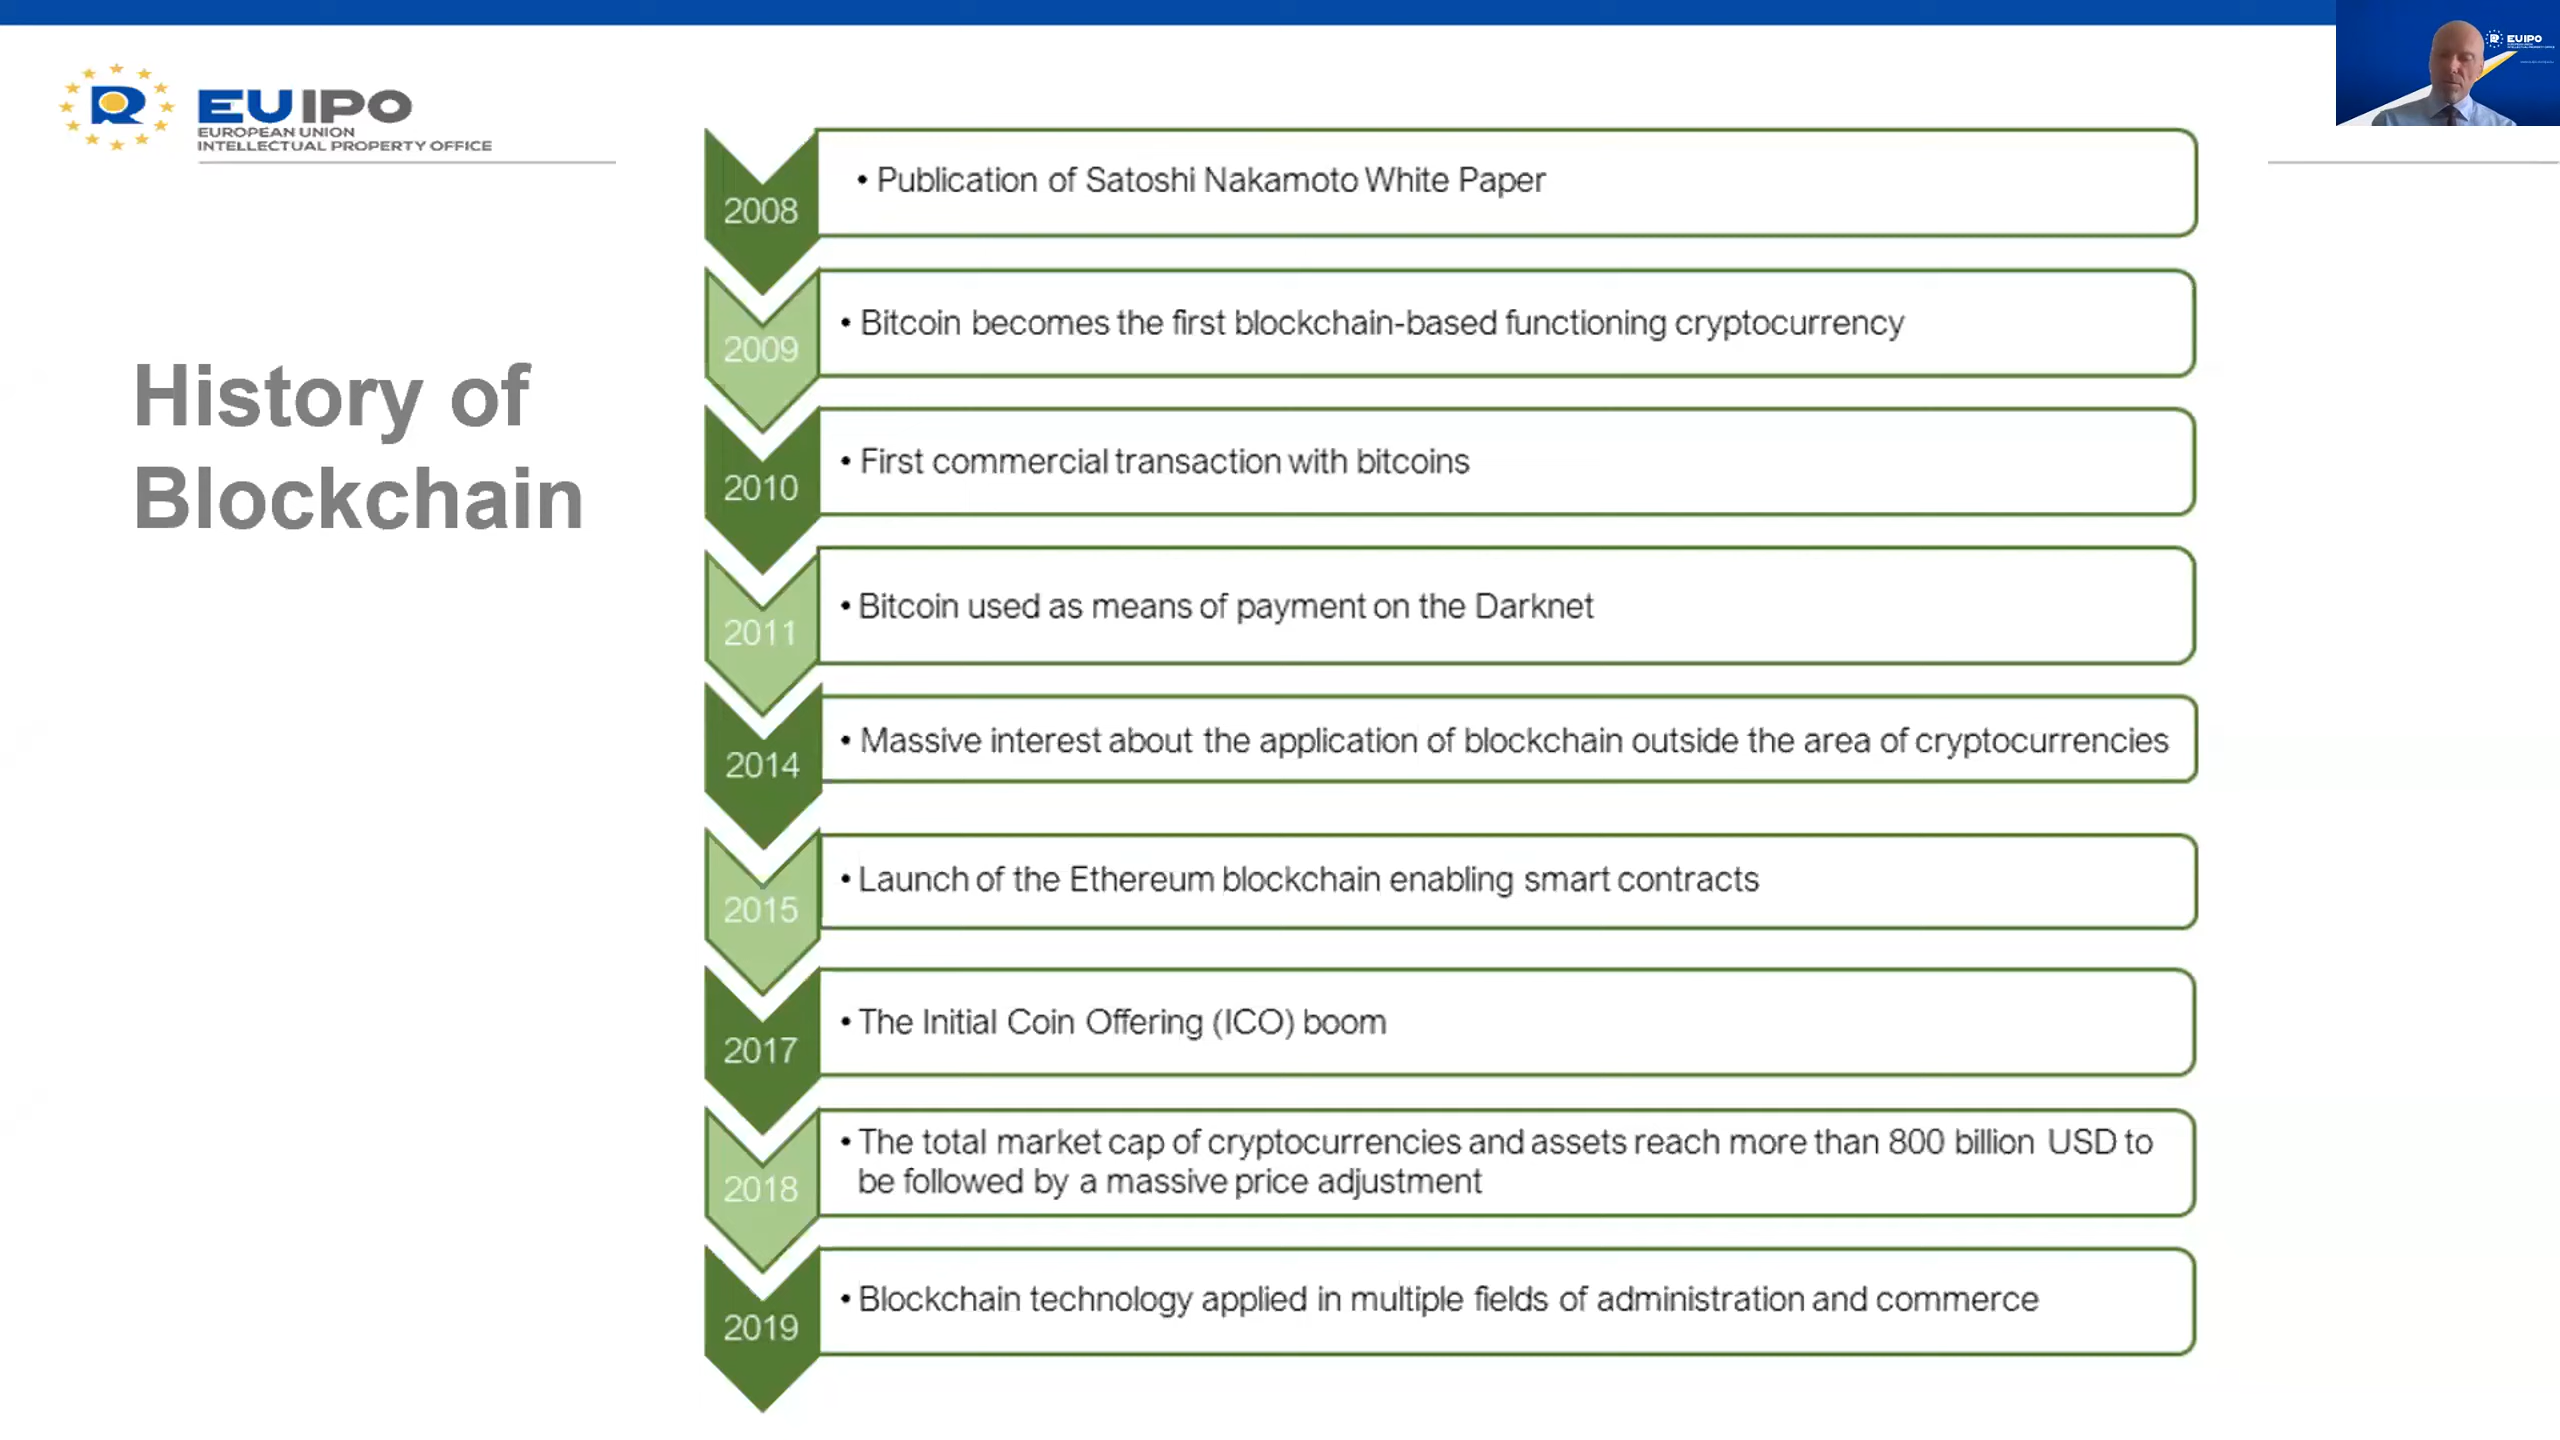 EUIPO
EUROPEAN UNION
INTELLECTUAL PROPERTY OFFICE
EUIPO
History of
Blockchain
2008
• Publication of Satoshi Nakamoto White Paper
2009
• Bitcoin becomes the first blockchain-based functioning cryptocurrency
2010
• First commercial transaction with bitcoins
2011
• Bitcoin used as means of payment on the Darknet
2014
• Massive interest about the application of blockchain outside the area of cryptocurrencies
2015
• Launch of the Ethereum blockchain enabling smart contracts
2017
• The Initial Coin Offering (ICO) boom
2018
• The total market cap of cryptocurrencies and assets reach more than 800 billion USD to
be followed by a massive price adjustment
2019
• Blockchain technology applied in multiple fields of administration and commerce